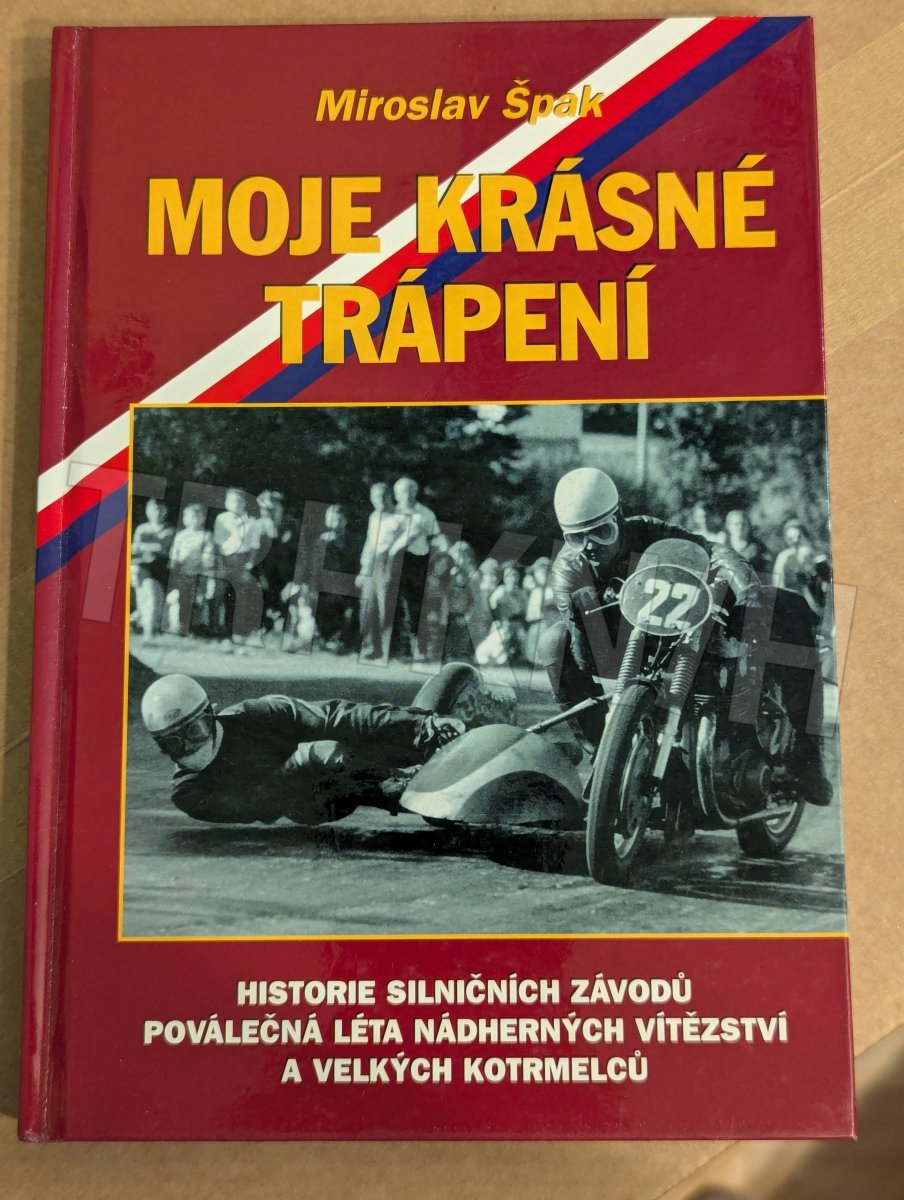 Miroslav Špak
MOJE KRÁSNÉ
TRÁPENÍ
22
HISTORIE SILNIČNÍCH ZÁVODŮ
POVÁLEČNÁ LÉTA NÁDHERNÝCH VÍTĚZSTVÍ
A VELKÝCH KOTRMELCŮ